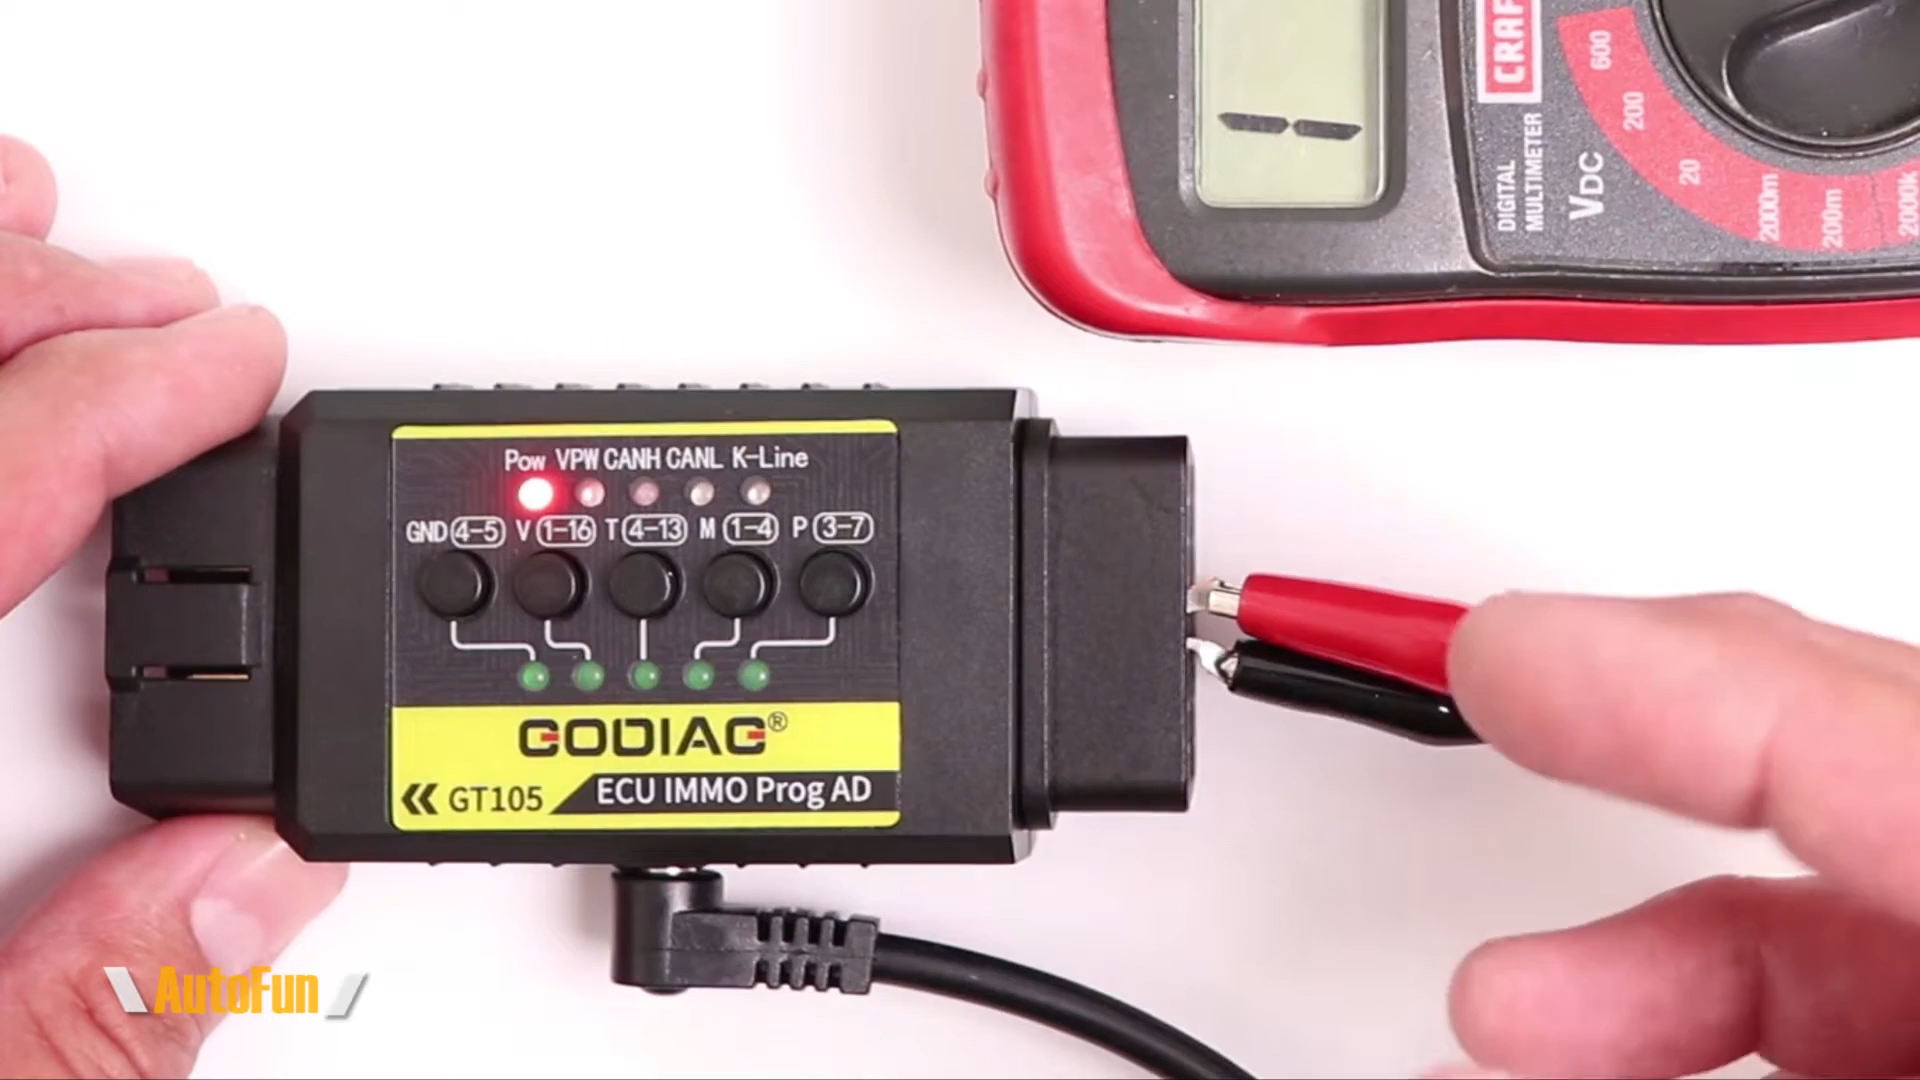 CRAF
DIGITAL
MULTIMETER
VDC
600
200
20
2000m
200m
2000k
Pow VPW CANH CANL K-Line
GND 4-5 V 1-16 T 4-13 M 1-4 P 3-7
GODIAG®
GT105 ECU IMMO Prog AD
AutoFun